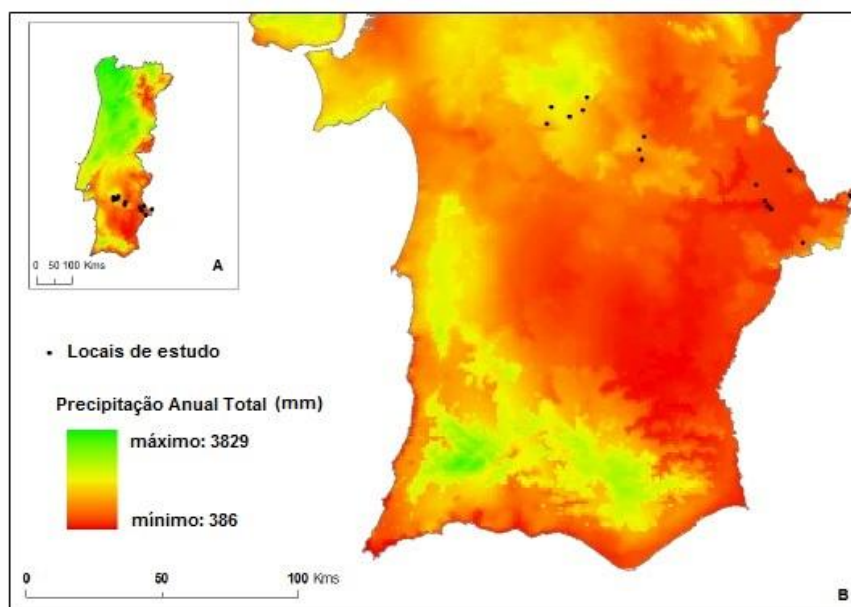 A
0 50 100 Kms
Locais de estudo
Precipitação Anual Total (mm)
máximo: 3829
mínimo: 386
0 50 100 Kms
B